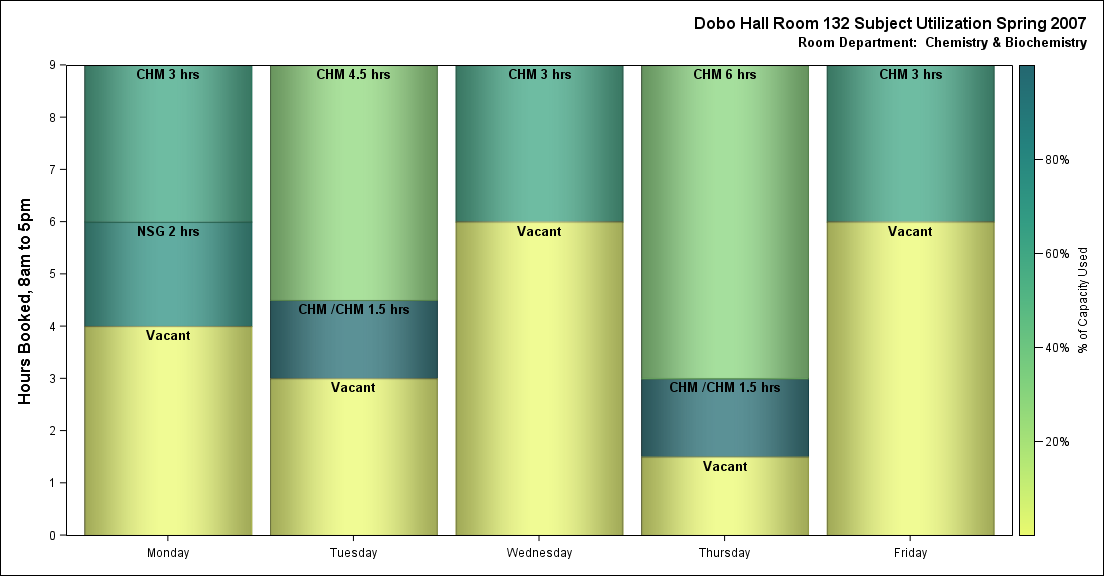 Dobo Hall Room 132 Subject Utilization Spring 2007
Room Department:  Chemistry & Biochemistry
Hours Booked, 8am to 5pm
9
8
7
6
5
4
3
2
1
0
CHM 3 hrs
NSG 2 hrs
Vacant
CHM 4.5 hrs
CHM /CHM 1.5 hrs
Vacant
CHM 3 hrs
Vacant
CHM 6 hrs
CHM /CHM 1.5 hrs
Vacant
CHM 3 hrs
Vacant
Monday
Tuesday
Wednesday
Thursday
Friday
80%
60%
40%
20%
% of Capacity Used